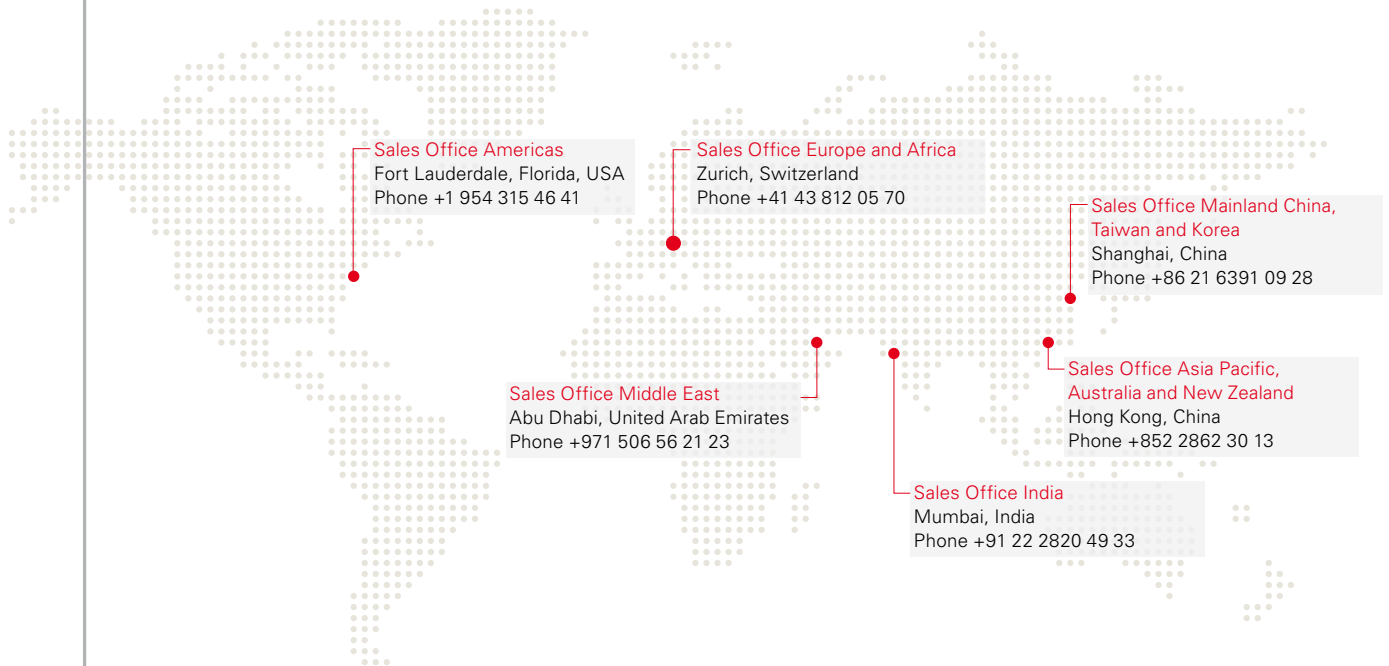 Sales Office Americas
Fort Lauderdale, Florida, USA
Phone +1 954 315 46 41
Sales Office Europe and Africa
Zurich, Switzerland
Phone +41 43 812 05 70
Sales Office Mainland China,
Taiwan and Korea
Shanghai, China
Phone +86 21 6391 09 28
Sales Office Middle East
Abu Dhabi, United Arab Emirates
Phone +971 506 56 21 23
Sales Office Asia Pacific,
Australia and New Zealand
Hong Kong, China
Phone +852 2862 30 13
Sales Office India
Mumbai, India
Phone +91 22 2820 49 33